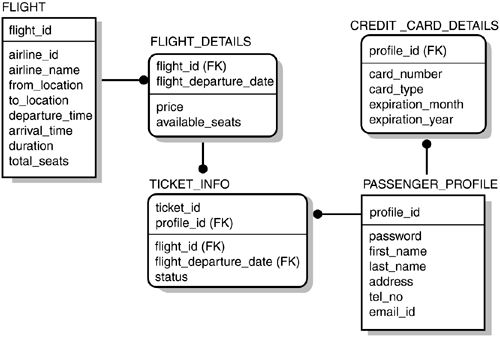 FLIGHT
flight_id
airline_id
airline_name
from_location
to_location
departure_time
arrival_time
duration
total_seats
FLIGHT_DETAILS
flight_id (FK)
flight_departure_date
price
available_seats
CREDIT _CARD_DETAILS
profile_id (FK)
card_number
card_type
expiration_month
expiration_year
TICKET_INFO
ticket_id
profile_id (FK)
flight_id (FK)
flight_departure_date (FK)
status
PASSENGER_PROFILE
profile_id
password
first_name
last_name
address
tel_no
email_id